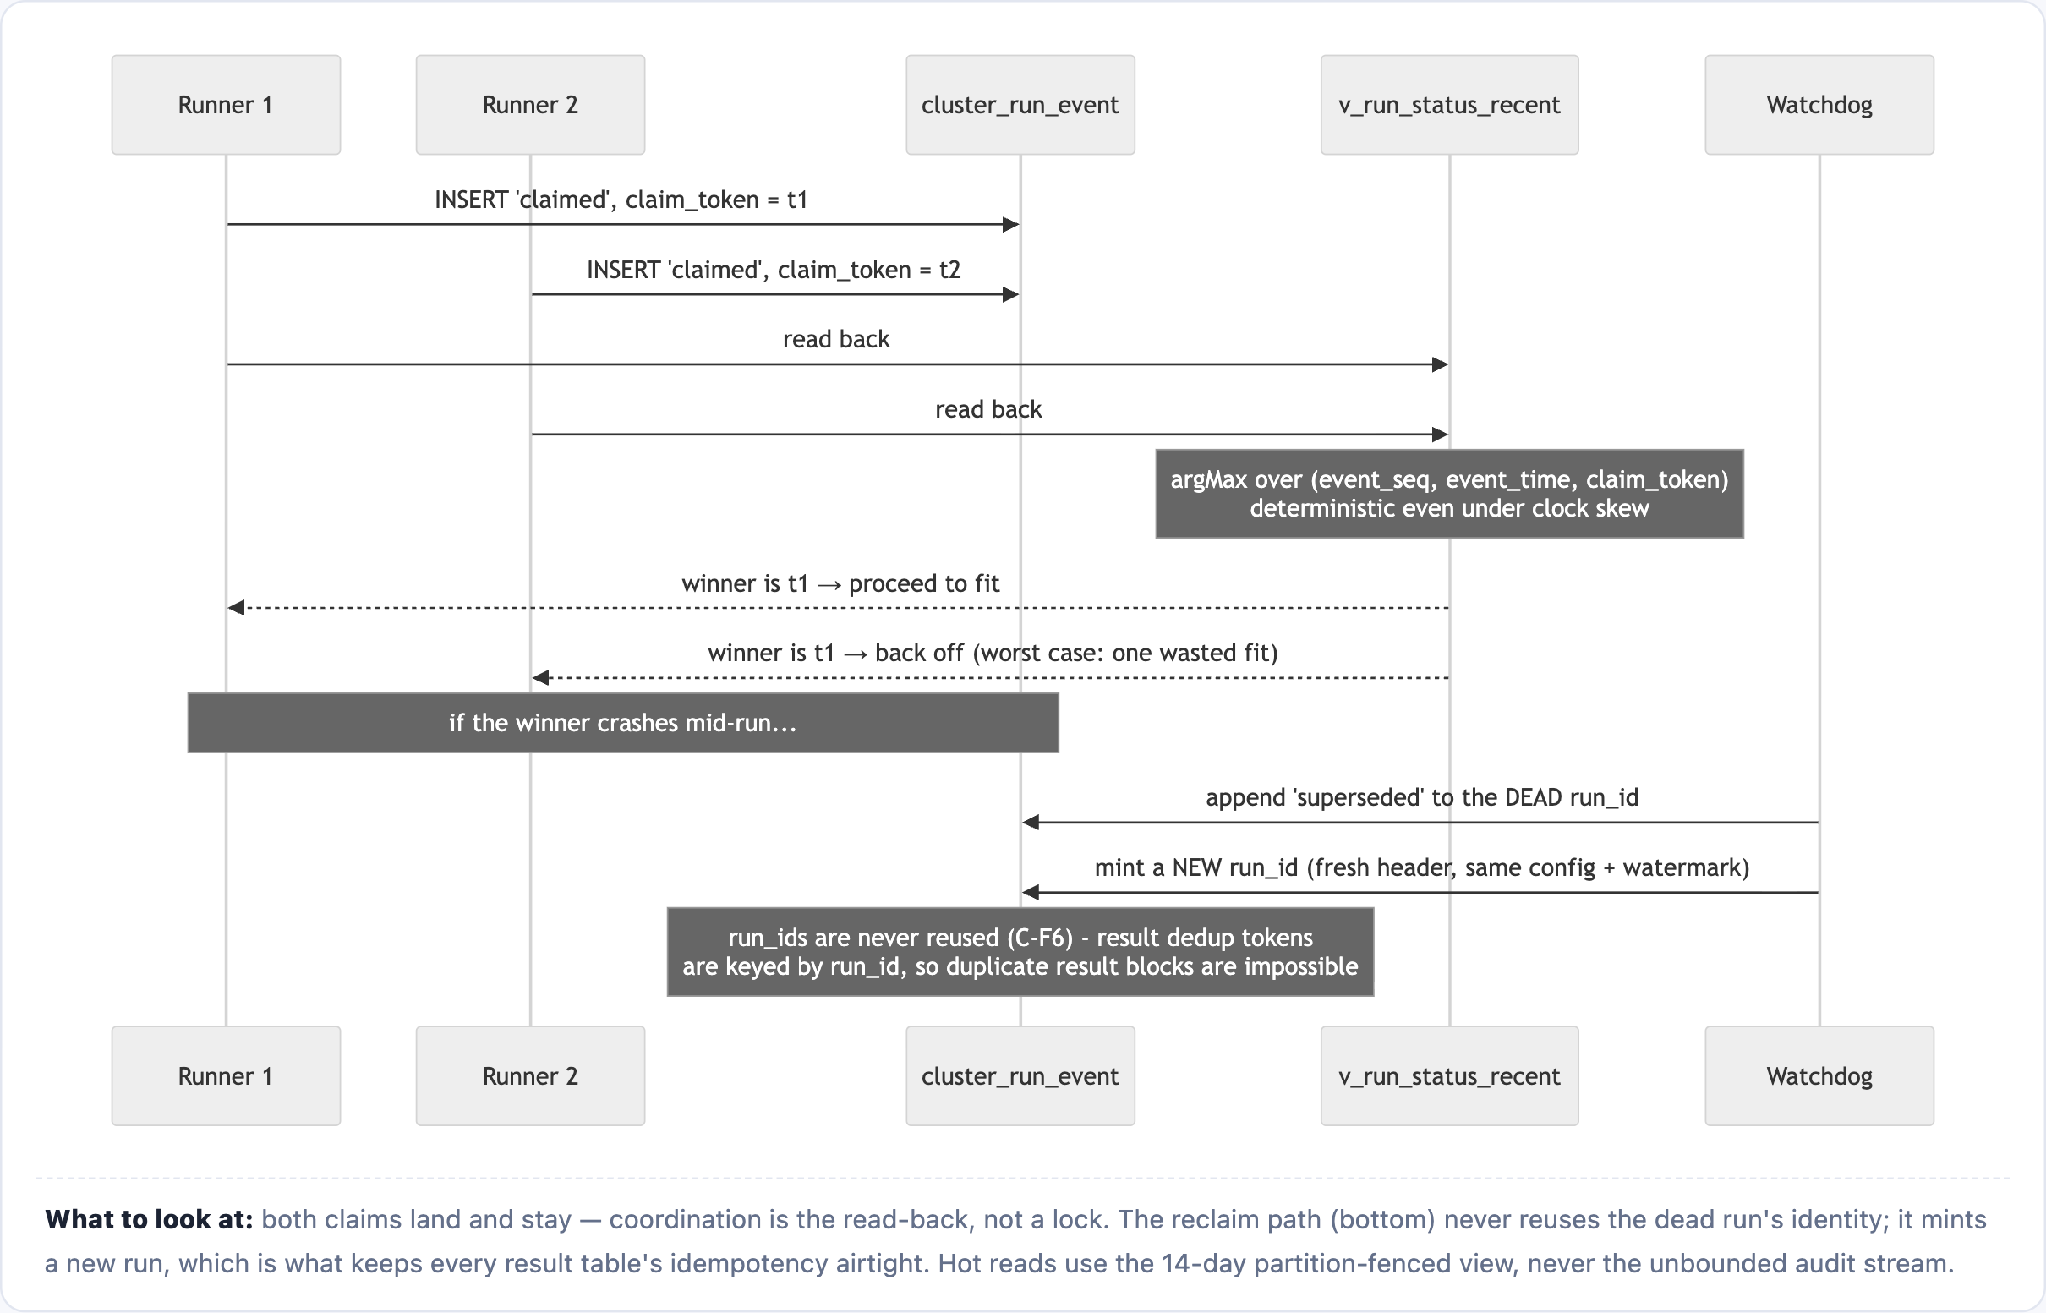 Runner 1
Runner 2
cluster_run_event
v_run_status_recent
Watchdog
INSERT 'claimed', claim_token = t1
INSERT 'claimed', claim_token = t2
read back
read back
argMax over (event_seq, event_time, claim_token)
deterministic even under clock skew
winner is t1 → proceed to fit
winner is t1 → back off (worst case: one wasted fit)
if the winner crashes mid-run...
append 'superseded' to the DEAD run_id
mint a NEW run_id (fresh header, same config + watermark)
run_ids are never reused (C-F6) - result dedup tokens
are keyed by run_id, so duplicate result blocks are impossible
Runner 1
Runner 2
cluster_run_event
v_run_status_recent
Watchdog
What to look at: both claims land and stay — coordination is the read-back, not a lock. The reclaim path (bottom) never reuses the dead run's identity; it mints
a new run, which is what keeps every result table's idempotency airtight. Hot reads use the 14-day partition-fenced view, never the unbounded audit stream.